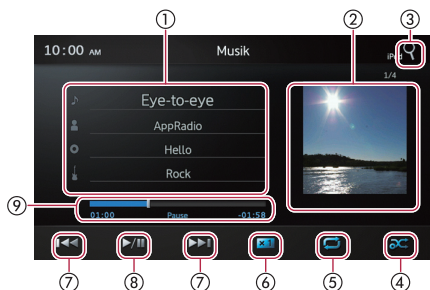 ① ② ③
10:00 AM Musik iPod
1/4
Eye-to-eye
AppRadio
Hello
Rock
⑨
01:00 Pause -01:58
x1
⑦ ⑧ ⑦ ⑥ ⑤ ④